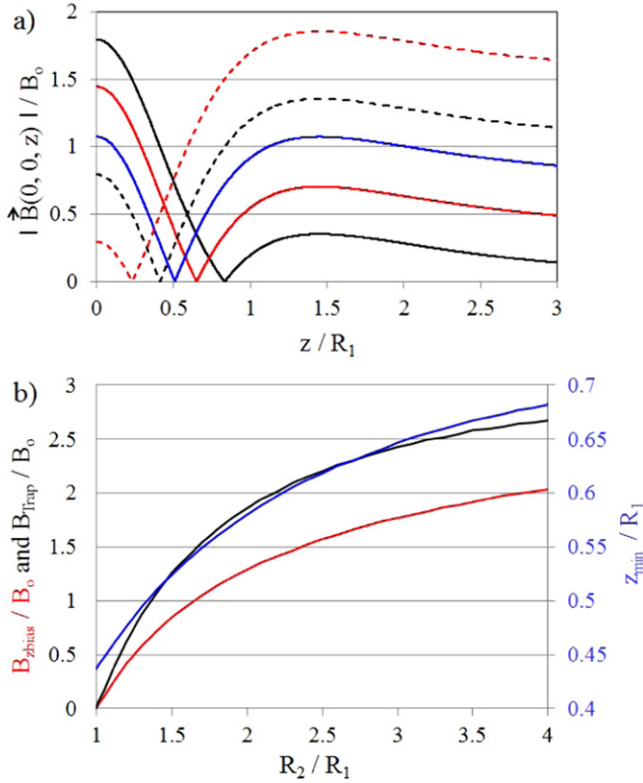 a)
| B⃗(0, 0, z) | / Bₒ
2
1.5
1
0.5
0
0 0.5 1 1.5 2 2.5 3
z / R₁
b)
B_zbias / Bₒ and B_Trap / Bₒ
3
2.5
2
1.5
1
0.5
0
0.7
0.65
0.6
0.55
0.5
0.45
0.4
z_min / R₁
1 1.5 2 2.5 3 3.5 4
R₂ / R₁